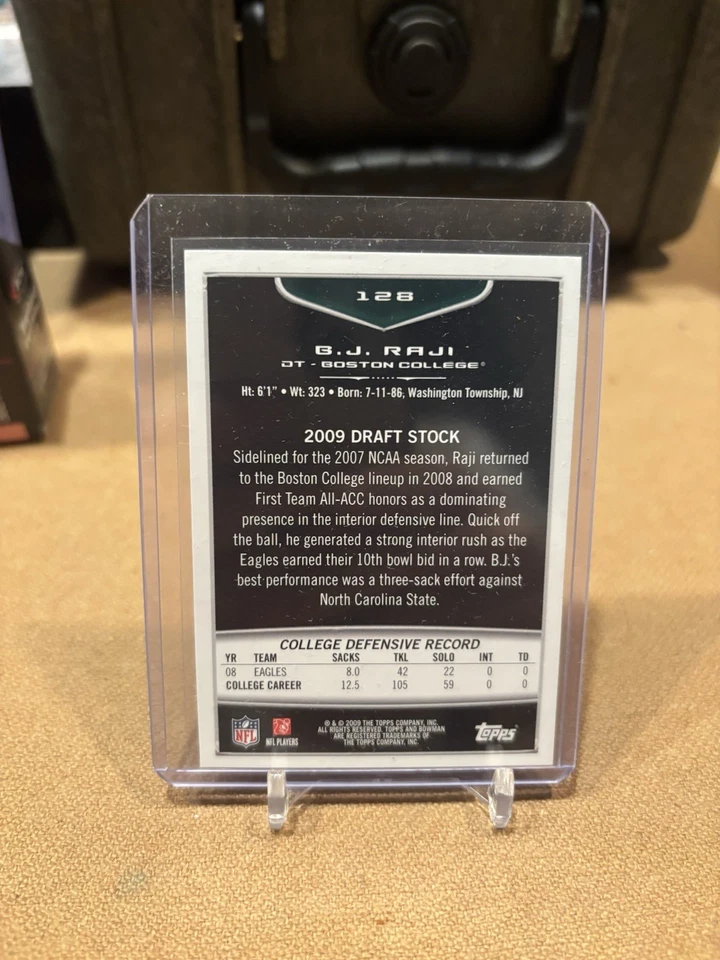 128
B.J. RAJI
DT - BOSTON COLLEGE®
Ht: 6'1" • Wt: 323 • Born: 7-11-86, Washington Township, NJ
2009 DRAFT STOCK
Sidelined for the 2007 NCAA season, Raji returned
to the Boston College lineup in 2008 and earned
First Team All-ACC honors as a dominating
presence in the interior defensive line. Quick off
the ball, he generated a strong interior rush as the
Eagles earned their 10th bowl bid in a row. B.J.'s
best performance was a three-sack effort against
North Carolina State.
COLLEGE DEFENSIVE RECORD
YR TEAM SACKS TKL SOLO INT TD
08 EAGLES 8.0 42 22 0 0
COLLEGE CAREER 12.5 105 59 0 0
NFL
NFL PLAYERS
® & © 2009 THE TOPPS COMPANY, INC.
ALL RIGHTS RESERVED. TOPPS AND BOWMAN
ARE REGISTERED TRADEMARKS OF
THE TOPPS COMPANY, INC.
Topps